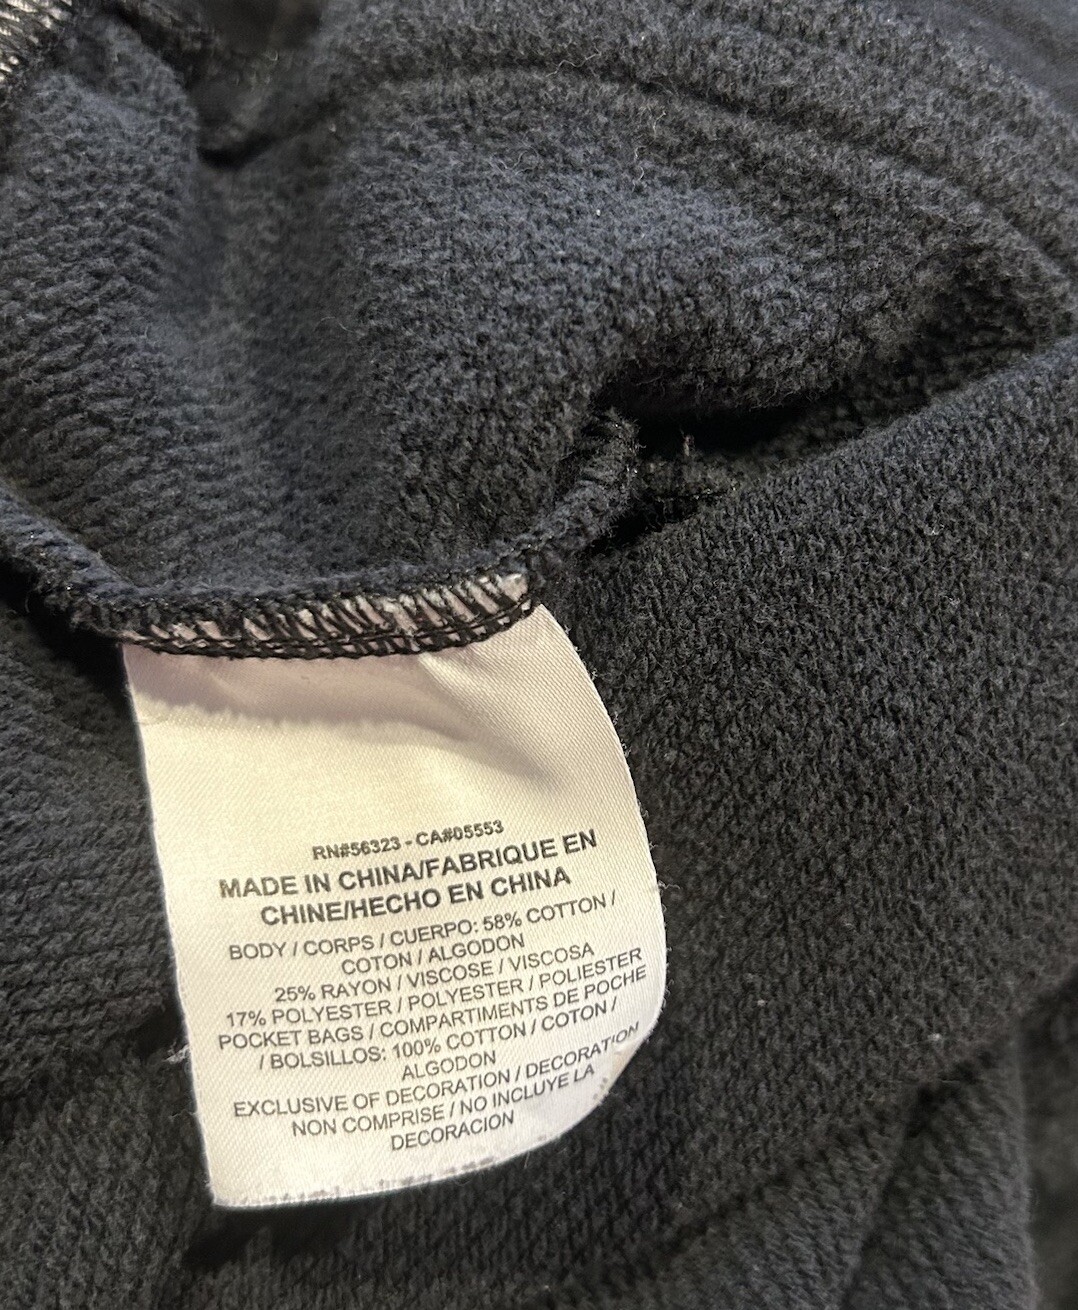 RN#56323 - CA#05553
MADE IN CHINA/FABRIQUE EN
CHINE/HECHO EN CHINA
BODY / CORPS / CUERPO: 58% COTTON /
COTON / ALGODON
25% RAYON / VISCOSE / VISCOSA
17% POLYESTER / POLYESTER / POLIESTER
POCKET BAGS / COMPARTIMENTS DE POCHE
/ BOLSILLOS: 100% COTTON / COTON /
ALGODON
EXCLUSIVE OF DECORATION / DECORATION
NON COMPRISE / NO INCLUYE LA
DECORACION